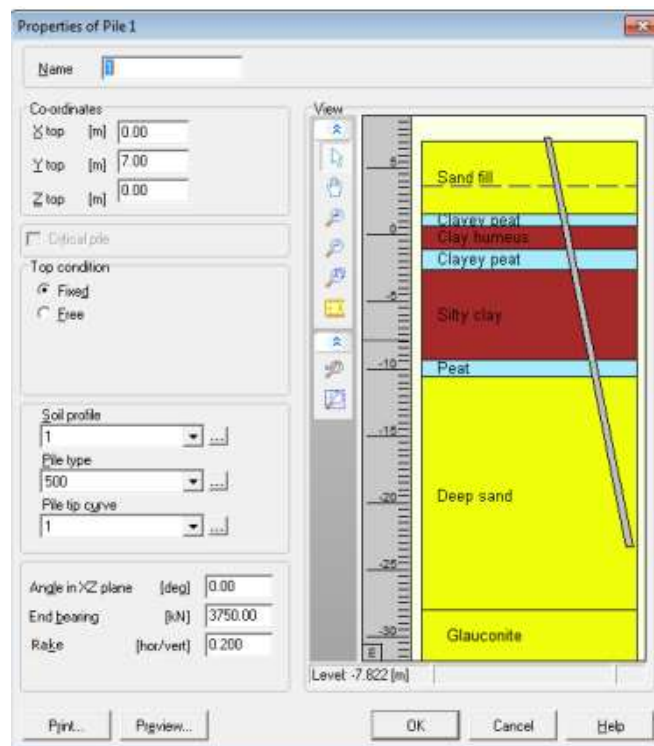 Properties of Pile 1
Name 1
Co-ordinates
X top [m] 0.00
Y top [m] 7.00
Z top [m] 0.00
Critical pile
Top condition
Fixed
Free
Soil profile
1
Pile type
500
Pile tip curve
1
Angle in XZ plane [deg] 0.00
End bearing [kN] 3750.00
Rake [hor/vert] 0.200
View
5
0
-5
-10
-15
-20
-25
-30
Sand fill
Clayey peat
Clay humeus
Clayey peat
Silty clay
Peat
Deep sand
Glauconite
Level: -7.822 [m]
Print...
Preview...
OK
Cancel
Help